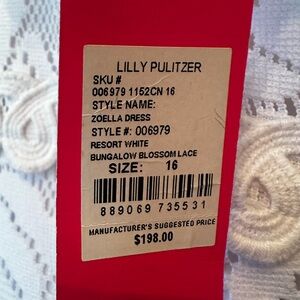 LILLY PULITZER
SKU #
006979 1152CN 16
STYLE NAME:
ZOELLA DRESS
STYLE #: 006979
RESORT WHITE
BUNGALOW BLOSSOM LACE
SIZE: 16
889069 735531
MANUFACTURER'S SUGGESTED PRICE
$198.00